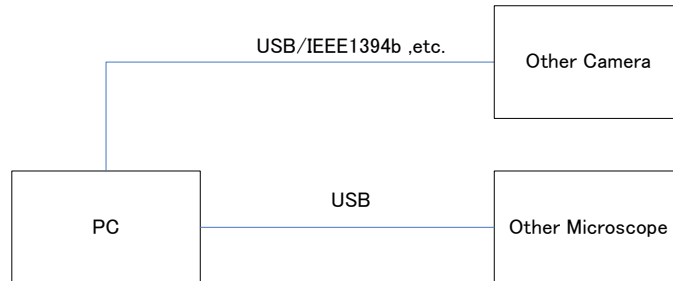 USB/IEEE1394b ,etc.
Other Camera
USB
PC
Other Microscope